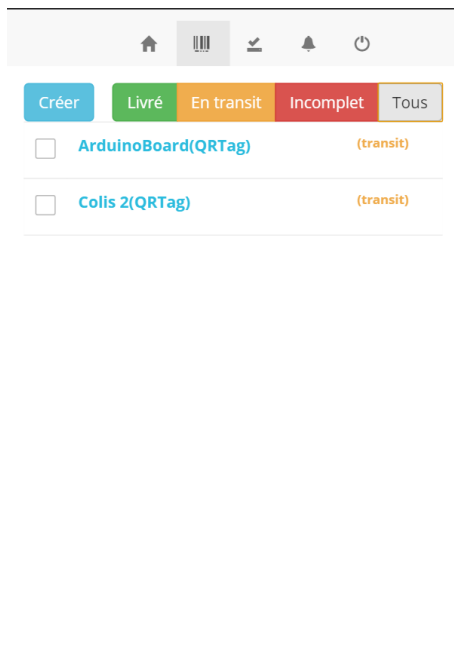 Créer Livré En transit Incomplet Tous
ArduinoBoard(QRTag) (transit)
Colis 2(QRTag) (transit)